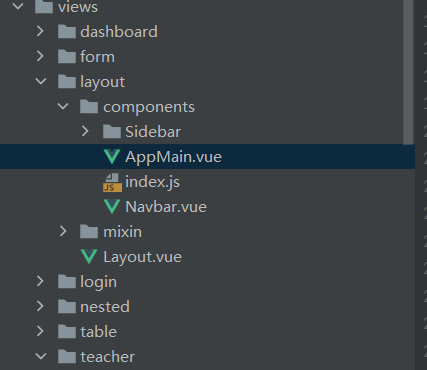 views
dashboard
form
layout
components
Sidebar
AppMain.vue
index.js
Navbar.vue
mixin
Layout.vue
login
nested
table
teacher